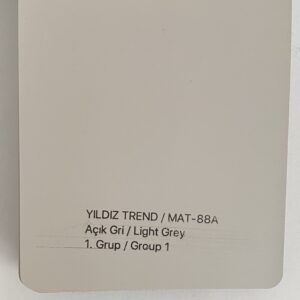 YILDIZ TREND / MAT-88A
Açık Gri / Light Grey
1. Grup / Group 1